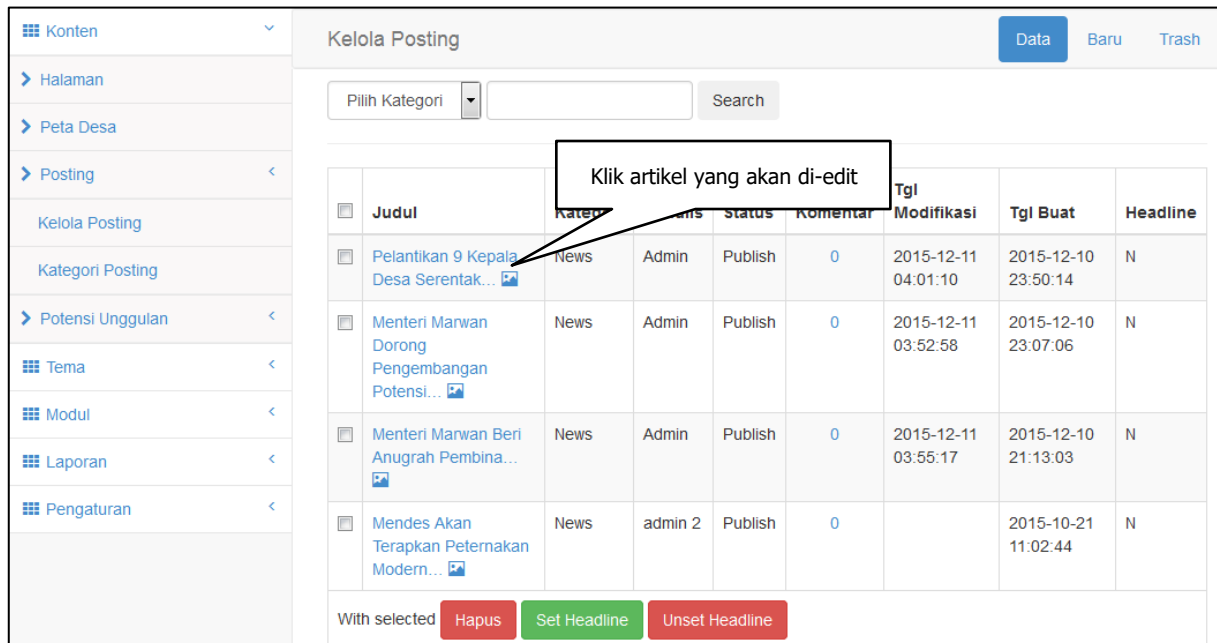 Konten
Halaman
Peta Desa
Posting
Kelola Posting
Kategori Posting
Potensi Unggulan
Tema
Modul
Laporan
Pengaturan
Kelola Posting
Data Baru Trash
Pilih Kategori Search
Klik artikel yang akan di-edit
Judul Status Komentar Tgl Modifikasi Tgl Buat Headline
Pelantikan 9 Kepala News Admin Publish 0 2015-12-11 2015-12-10 N
Desa Serentak... 04:01:10 23:50:14
Menteri Marwan News Admin Publish 0 2015-12-11 2015-12-10 N
Dorong 03:52:58 23:07:06
Pengembangan
Potensi...
Menteri Marwan Beri News Admin Publish 0 2015-12-11 2015-12-10 N
Anugrah Pembina... 03:55:17 21:13:03
Mendes Akan News admin 2 Publish 0 2015-10-21 N
Terapkan Peternakan 11:02:44
Modern...
With selected Hapus Set Headline Unset Headline